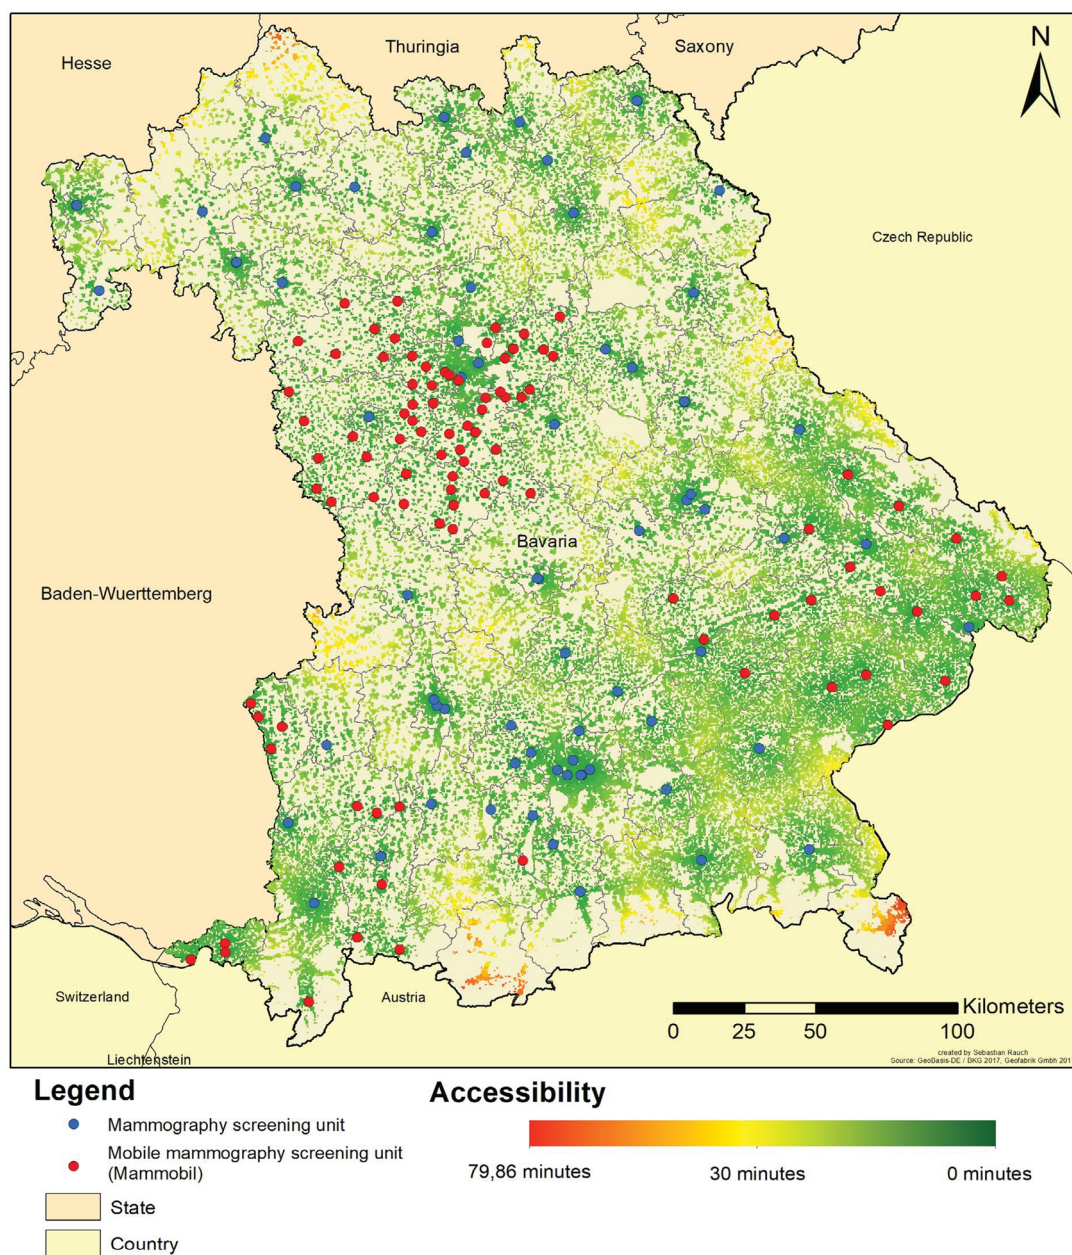 Hesse
Thuringia
Saxony
N
Czech Republic
Bavaria
Baden-Wuerttemberg
Switzerland
Austria
Liechtenstein
Kilometers
0 25 50 100
created by Sebastian Rauch
Source: GeoBasis-DE / BKG 2017, Geofabrik Gmbh 201
Legend
Mammography screening unit
Mobile mammography screening unit
(Mammobil)
State
Country
Accessibility
79,86 minutes 30 minutes 0 minutes